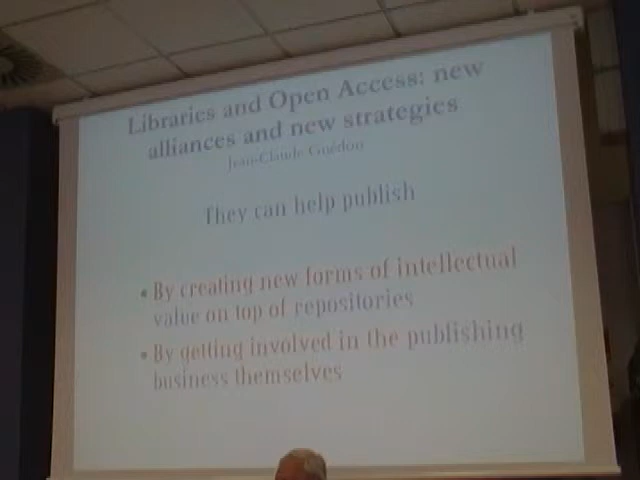 Libraries and Open Access: new
alliances and new strategies
Jean-Claude Guédon
They can help publish
• By creating new forms of intellectual
value on top of repositories
• By getting involved in the publishing
business themselves